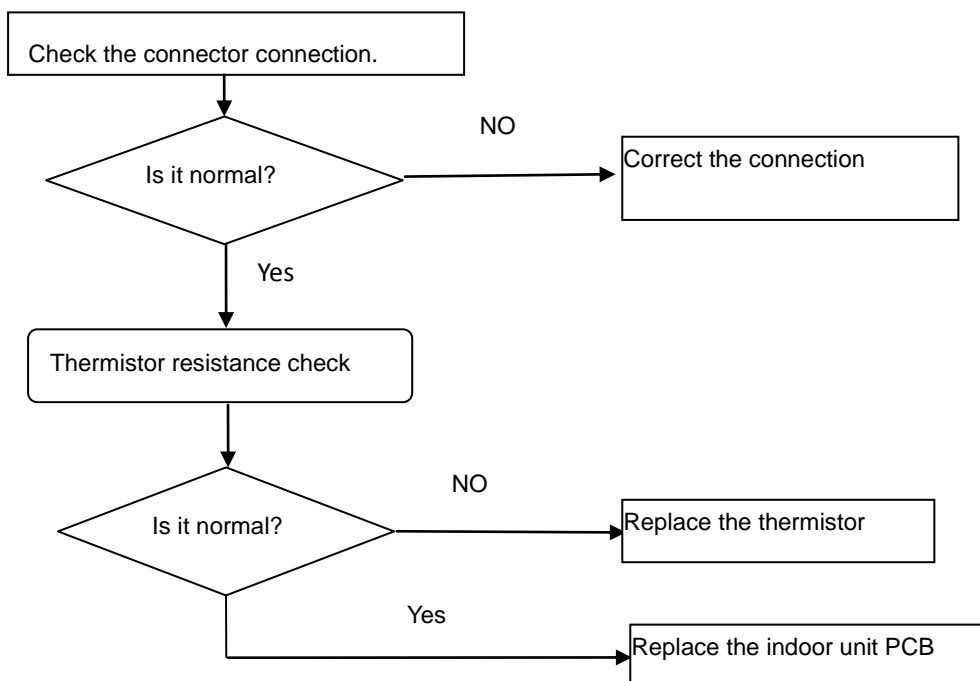 Check the connector connection.
NO
Is it normal?
Correct the connection
Yes
Thermistor resistance check
NO
Is it normal?
Replace the thermistor
Yes
Replace the indoor unit PCB